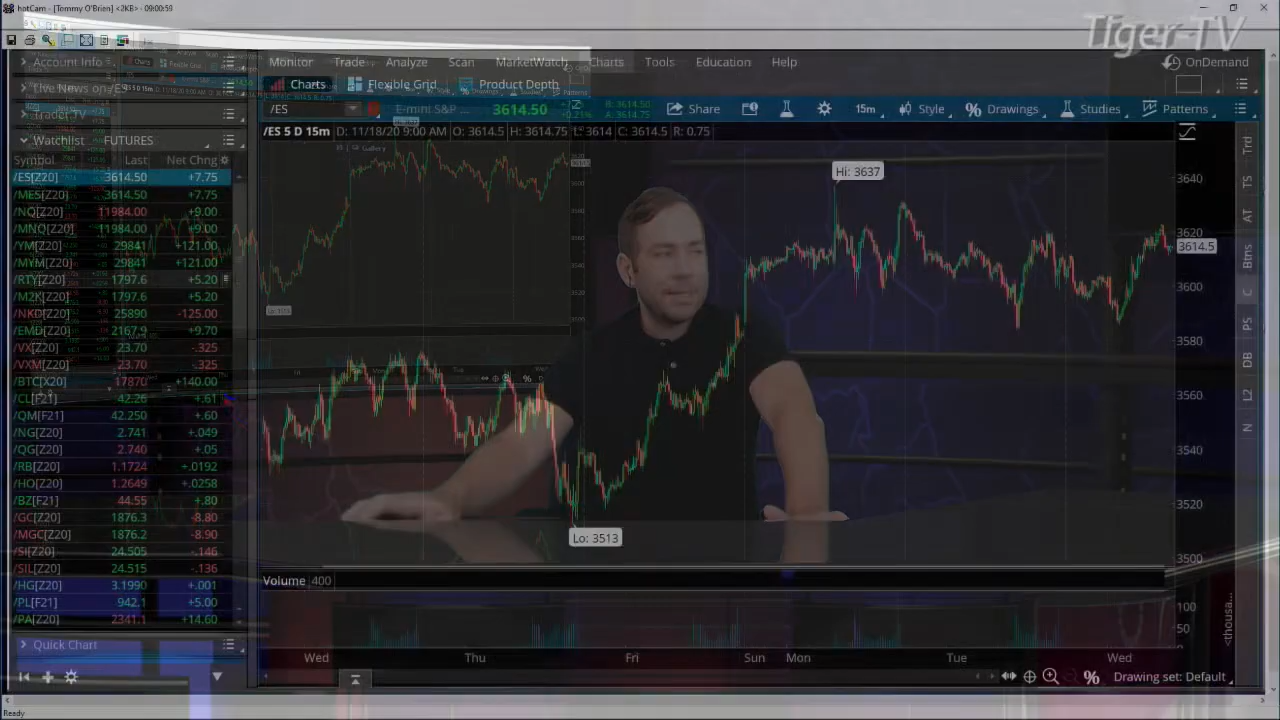 hotCam - [Tommy O'Brien] <2KB> - 09:00:59
Tiger-TV
Account Info
Monitor Trade Analyze Scan MarketWatch Charts Tools Education Help
OnDemand
Live News
Charts Flexible Grid Product Depth
Trader TV
/ES E-mini S&P 3614.50 Share 15m Style Drawings Studies Patterns
B: 3614.50
A: 3614.75
/ES 5 D 15m D: 11/18/20 9:00 AM O: 3614.5 H: 3614.75 L: 3614 C: 3614.5 R: 0.75
Watchlist FUTURES
Symbol Last Net Chng
/ES[Z20] 3614.50 +7.75
/MES[Z20] 3614.50 +7.75
/NQ[Z20] 11984.00 +9.00
/MNQ[Z20] 11984.00 +9.00
/YM[Z20] 29841 +121.00
/MYM[Z20] 29841 +121.00
/RTY[Z20] 1797.6 +5.20
/M2K[Z20] 1797.6 +5.20
/NKD[Z20] 25890 -125.00
/EMD[Z20] 2167.9 +9.70
/VX[Z20] 23.70 -.325
/VXM[Z20] 23.70 -.325
/BTC[X20] 17870 +140.00
/CL[F21] 42.26 +.61
/QM[F21] 42.250 +.60
/NG[Z20] 2.741 +.049
/QG[Z20] 2.740 +.05
/RB[Z20] 1.1724 +.0192
/HO[Z20] 1.2649 +.0258
/BZ[F21] 44.55 +.80
/GC[Z20] 1876.3 -8.80
/MGC[Z20] 1876.2 -8.90
/SI[Z20] 24.505 -.146
/SIL[Z20] 24.515 -.136
/HG[Z20] 3.1990 +.001
/PL[F21] 942.1 +5.00
/PA[Z20] 2341.1 +14.60
Quick Chart
Hi: 3637
Lo: 3513
3640
3620
3614.5
3600
3580
3560
3540
3520
3500
Trd
TS
AT
Btns
C
PS
DB
L2
N
Volume 400
100
50
<thousa...
Wed Thu Fri Sun Mon Tue Wed
Drawing set: Default
Ready